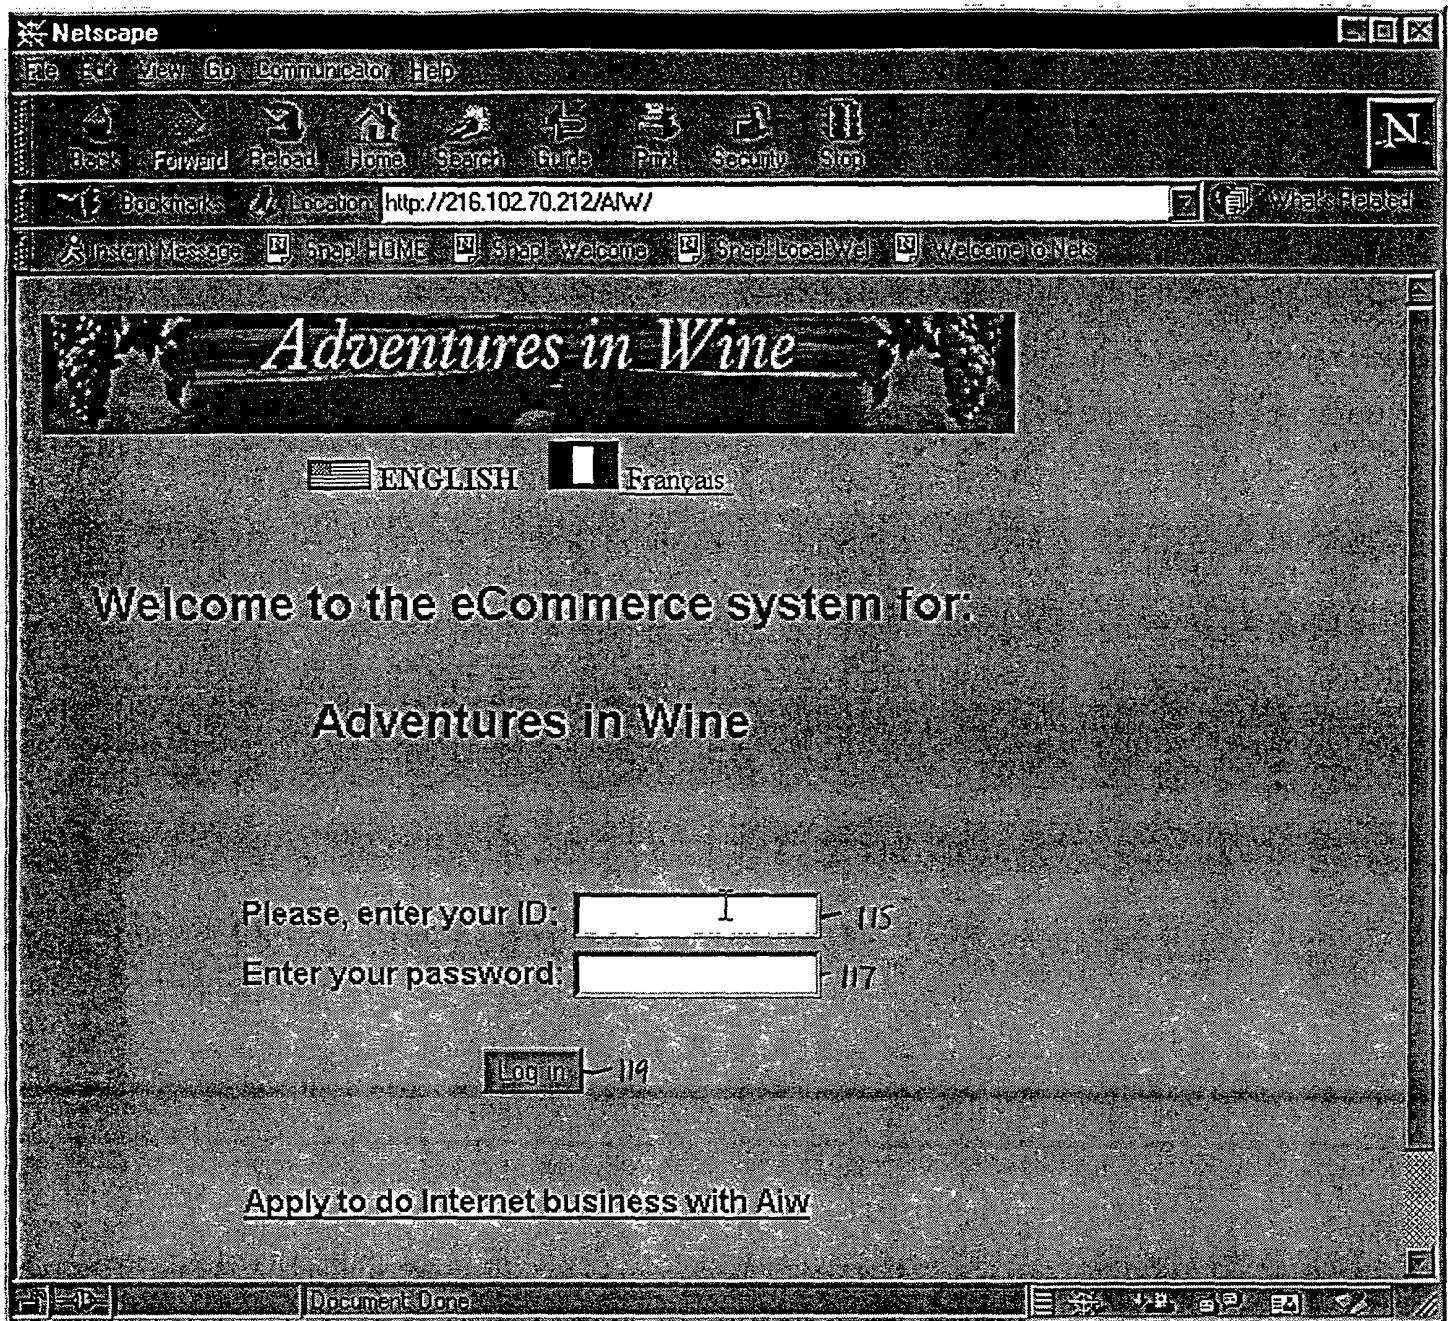 Netscape
File Edit View Go Communicator Help
Back Forward Reload Home Search Guide Print Security Stop
N
Bookmarks Location: http://216.102.70.212/AIW/ What's Related
Instant Message Snap! HOME Snap! Welcome Snap! Local Wel Welcome to Nets
Adventures in Wine
ENGLISH Français
Welcome to the eCommerce system for:
Adventures in Wine
Please, enter your ID: 115
Enter your password: 117
Log in 119
Apply to do Internet business with Aiw
Document: Done